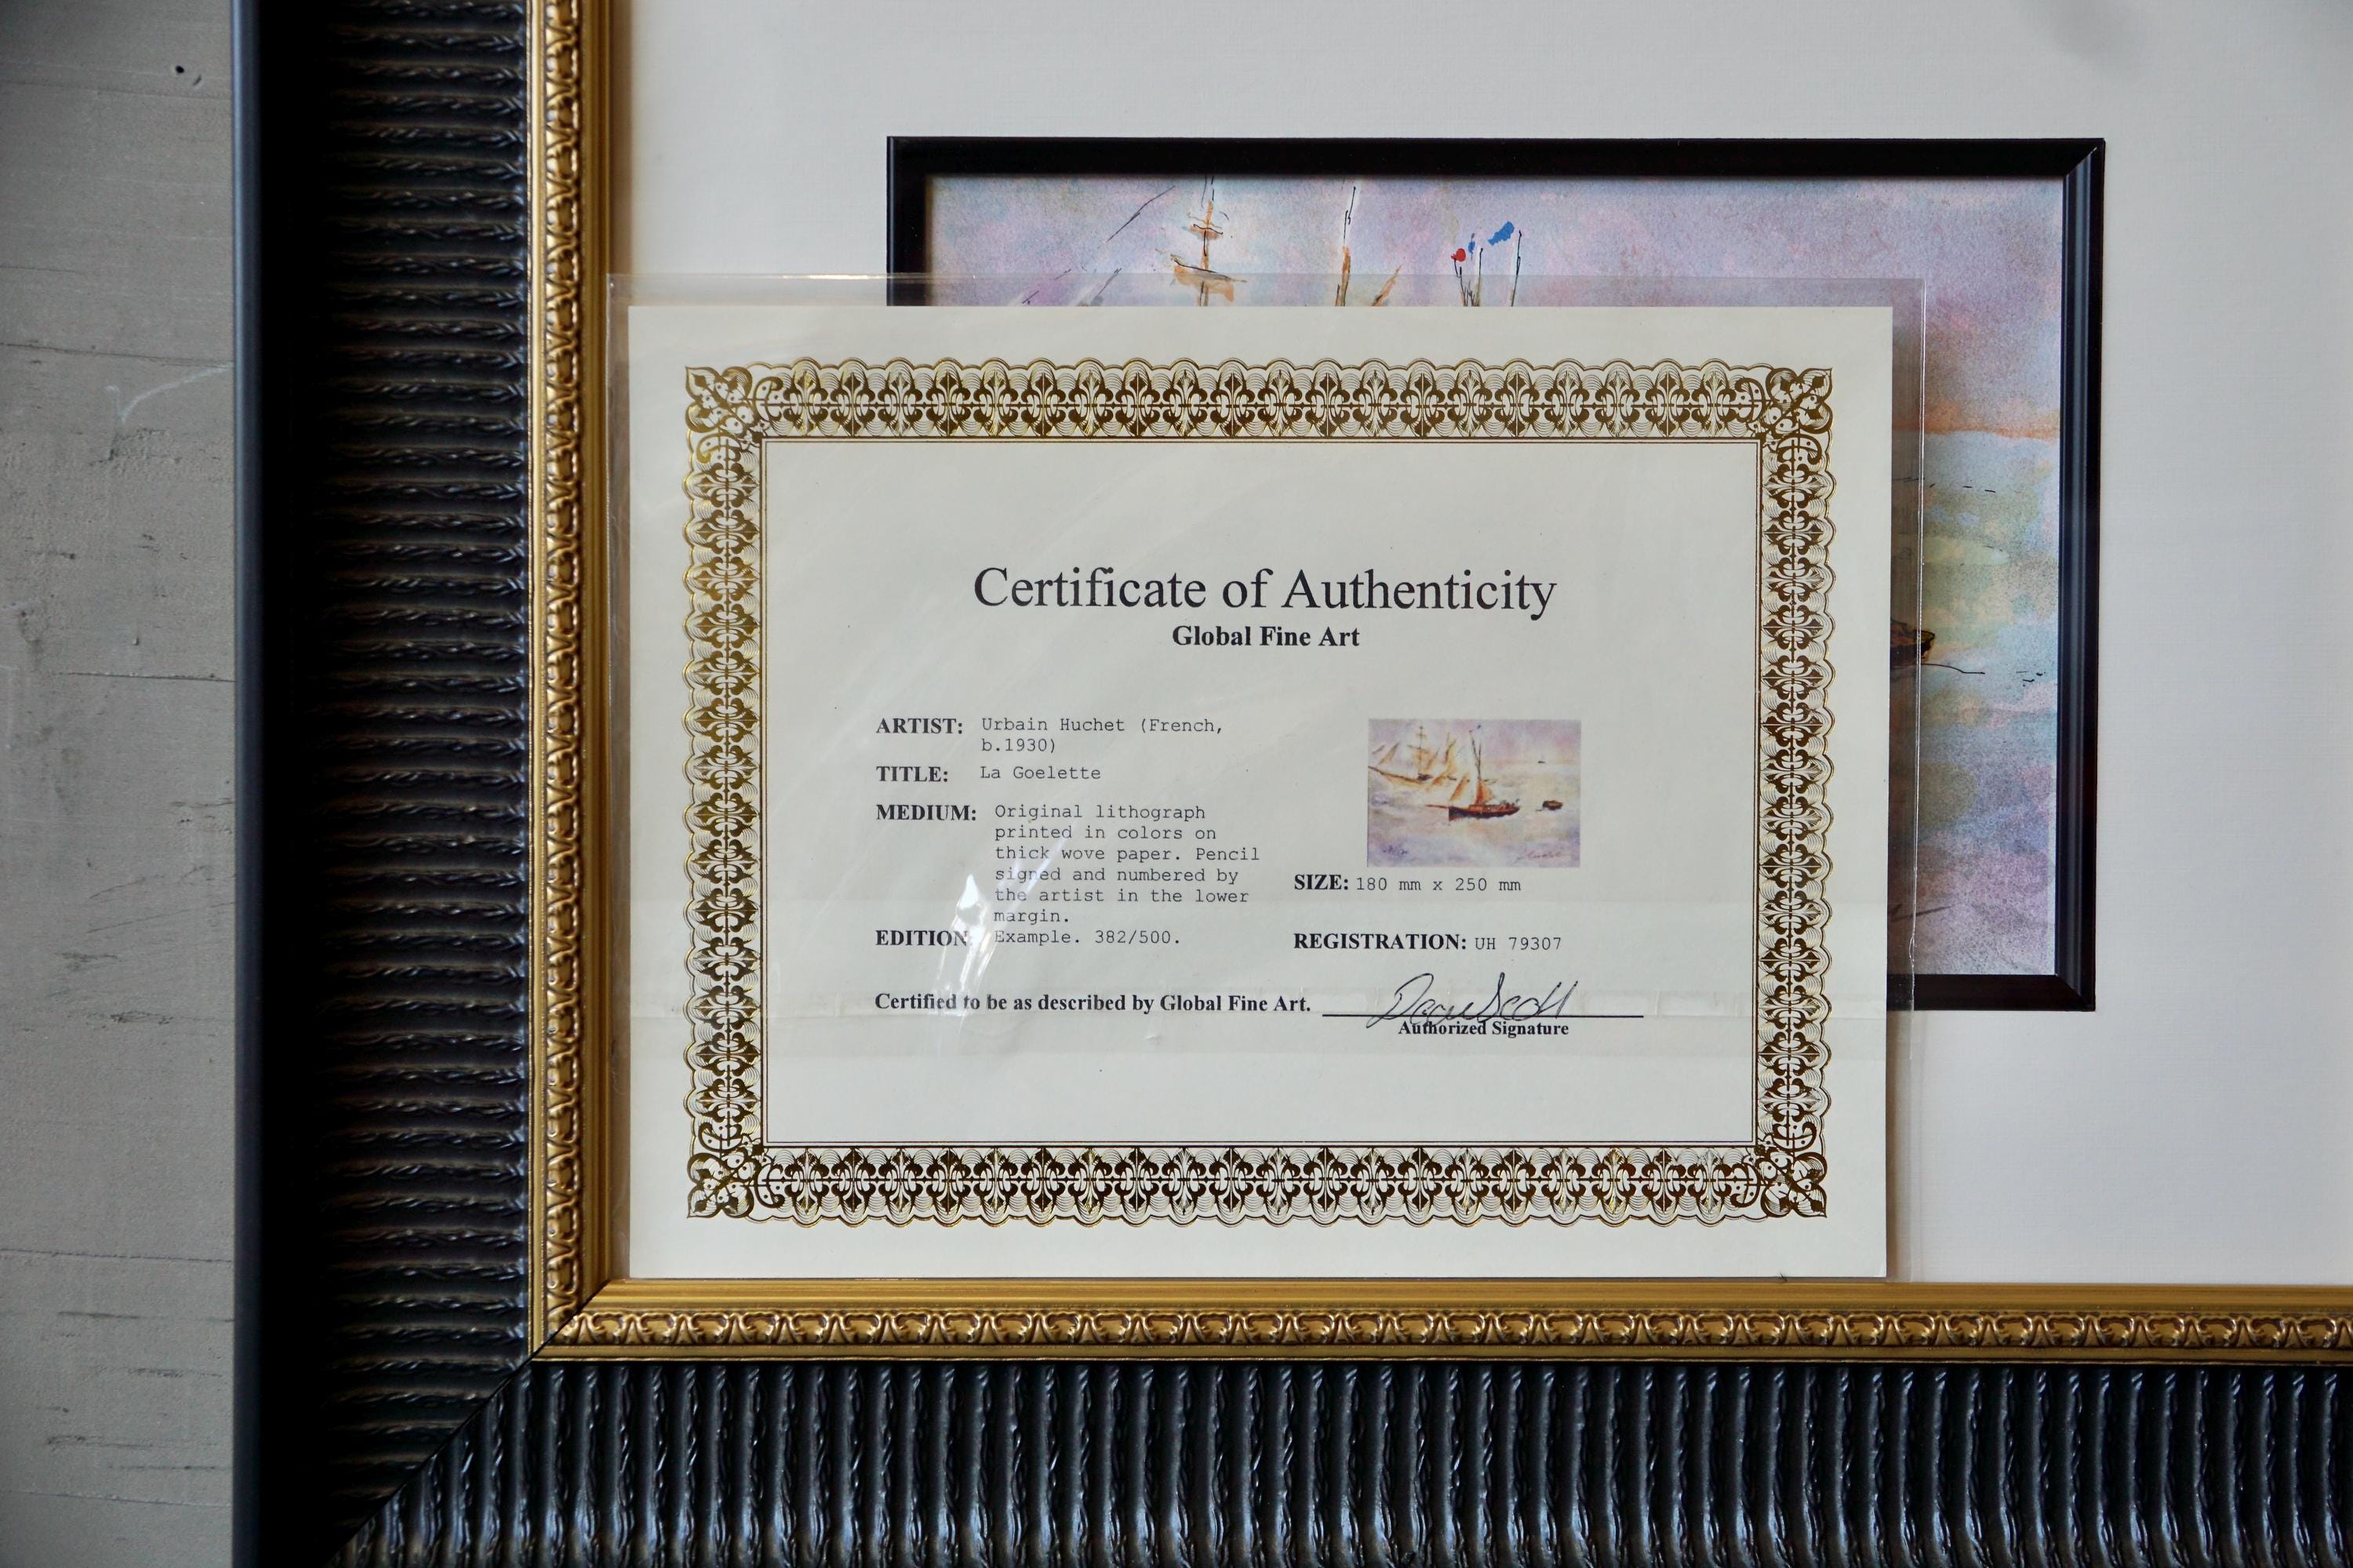 Certificate of Authenticity
Global Fine Art
ARTIST: Urbain Huchet (French,
b.1930)
TITLE: La Goelette
MEDIUM: Original lithograph
printed in colors on
thick wove paper. Pencil
signed and numbered by
the artist in the lower
margin.
EDITION: Example. 382/500.
SIZE: 180 mm x 250 mm
REGISTRATION: UH 79307
Certified to be as described by Global Fine Art.
Authorized Signature